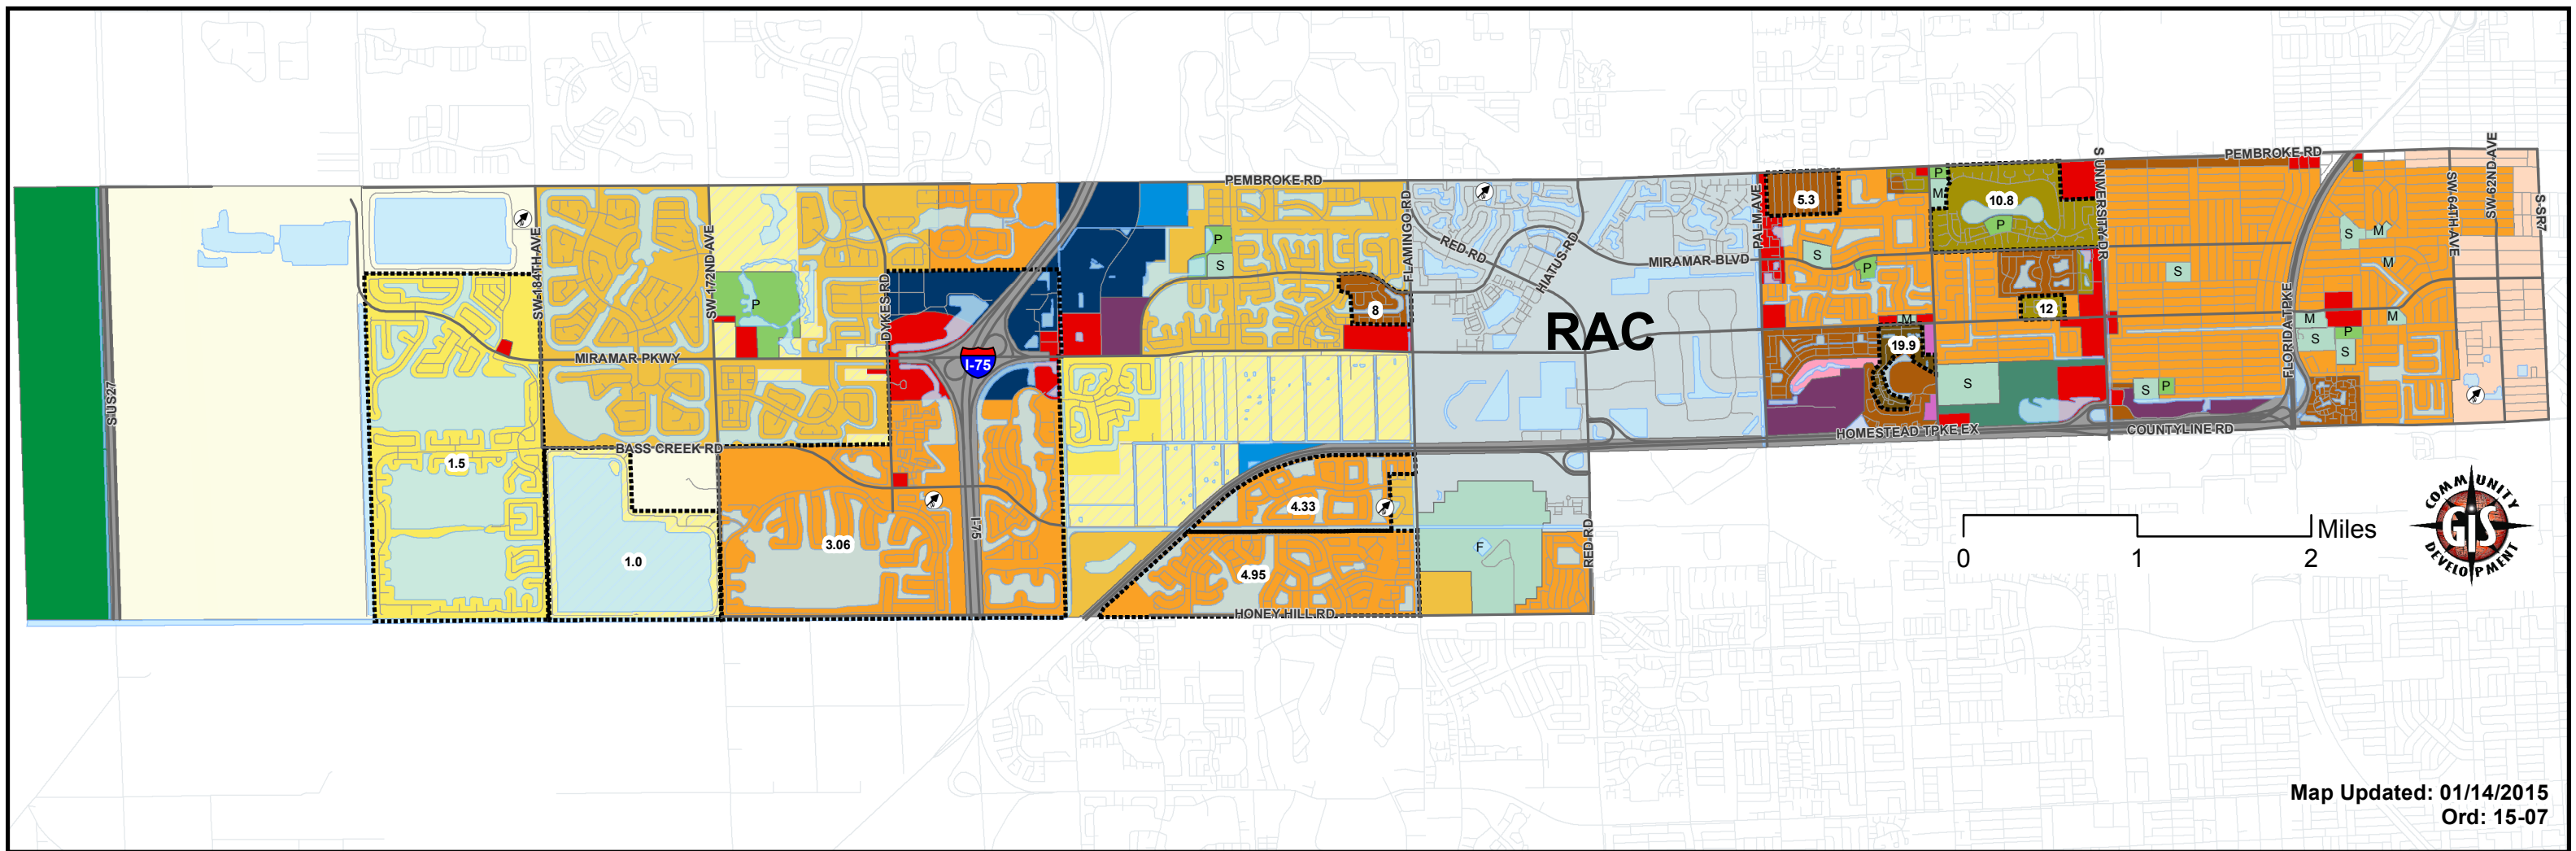 PEMBROKE RD
PEMBROKE RD
S UNIVERSITY DR
SW 62ND AVE
SW 64TH AVE
S SR7
5.3
P
M
10.8
P
PALM AVE
FLAMINGO RD
RED RD
HIATUS RD
MIRAMAR BLVD
SW 184TH AVE
SW 172ND AVE
DYKES RD
P
S
S
P
S
S
M
M
P
8
RAC
12
M
19.9
M
M
P
S
S
FLORIDA TPKE
MIRAMAR PKWY
I-75
S US27
S
S
P
HOMESTEAD TPKE EX
COUNTYLINE RD
BASS CREEK RD
1.5
4.33
I-75
3.06
1.0
F
RED RD
4.95
HONEY HILL RD
0
1
2
Miles
COMMUNITY
GIS
DEVELOPMENT
Map Updated: 01/14/2015
Ord: 15-07